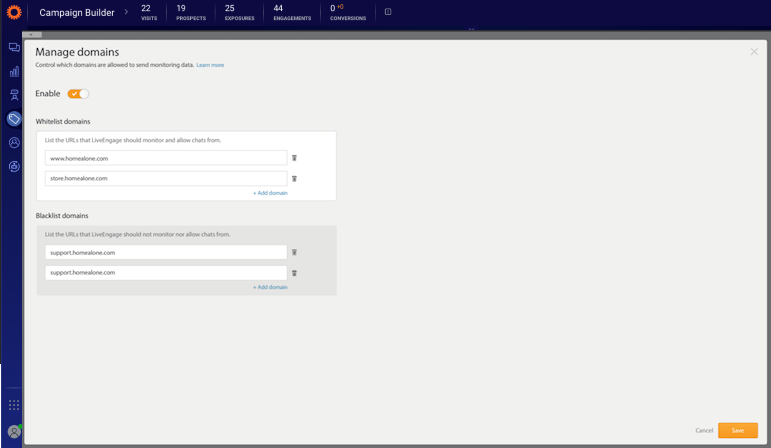 Campaign Builder
22
VISITS
19
PROSPECTS
25
EXPOSURES
44
ENGAGEMENTS
0 +0
CONVERSIONS
Manage domains
Control which domains are allowed to send monitoring data. Learn more
Enable
Whitelist domains
List the URLs that LiveEngage should monitor and allow chats from.
www.homealone.com
store.homealone.com
+ Add domain
Blacklist domains
List the URLs that LiveEngage should not monitor nor allow chats from.
support.homealone.com
support.homealone.com
+ Add domain
Cancel
Save